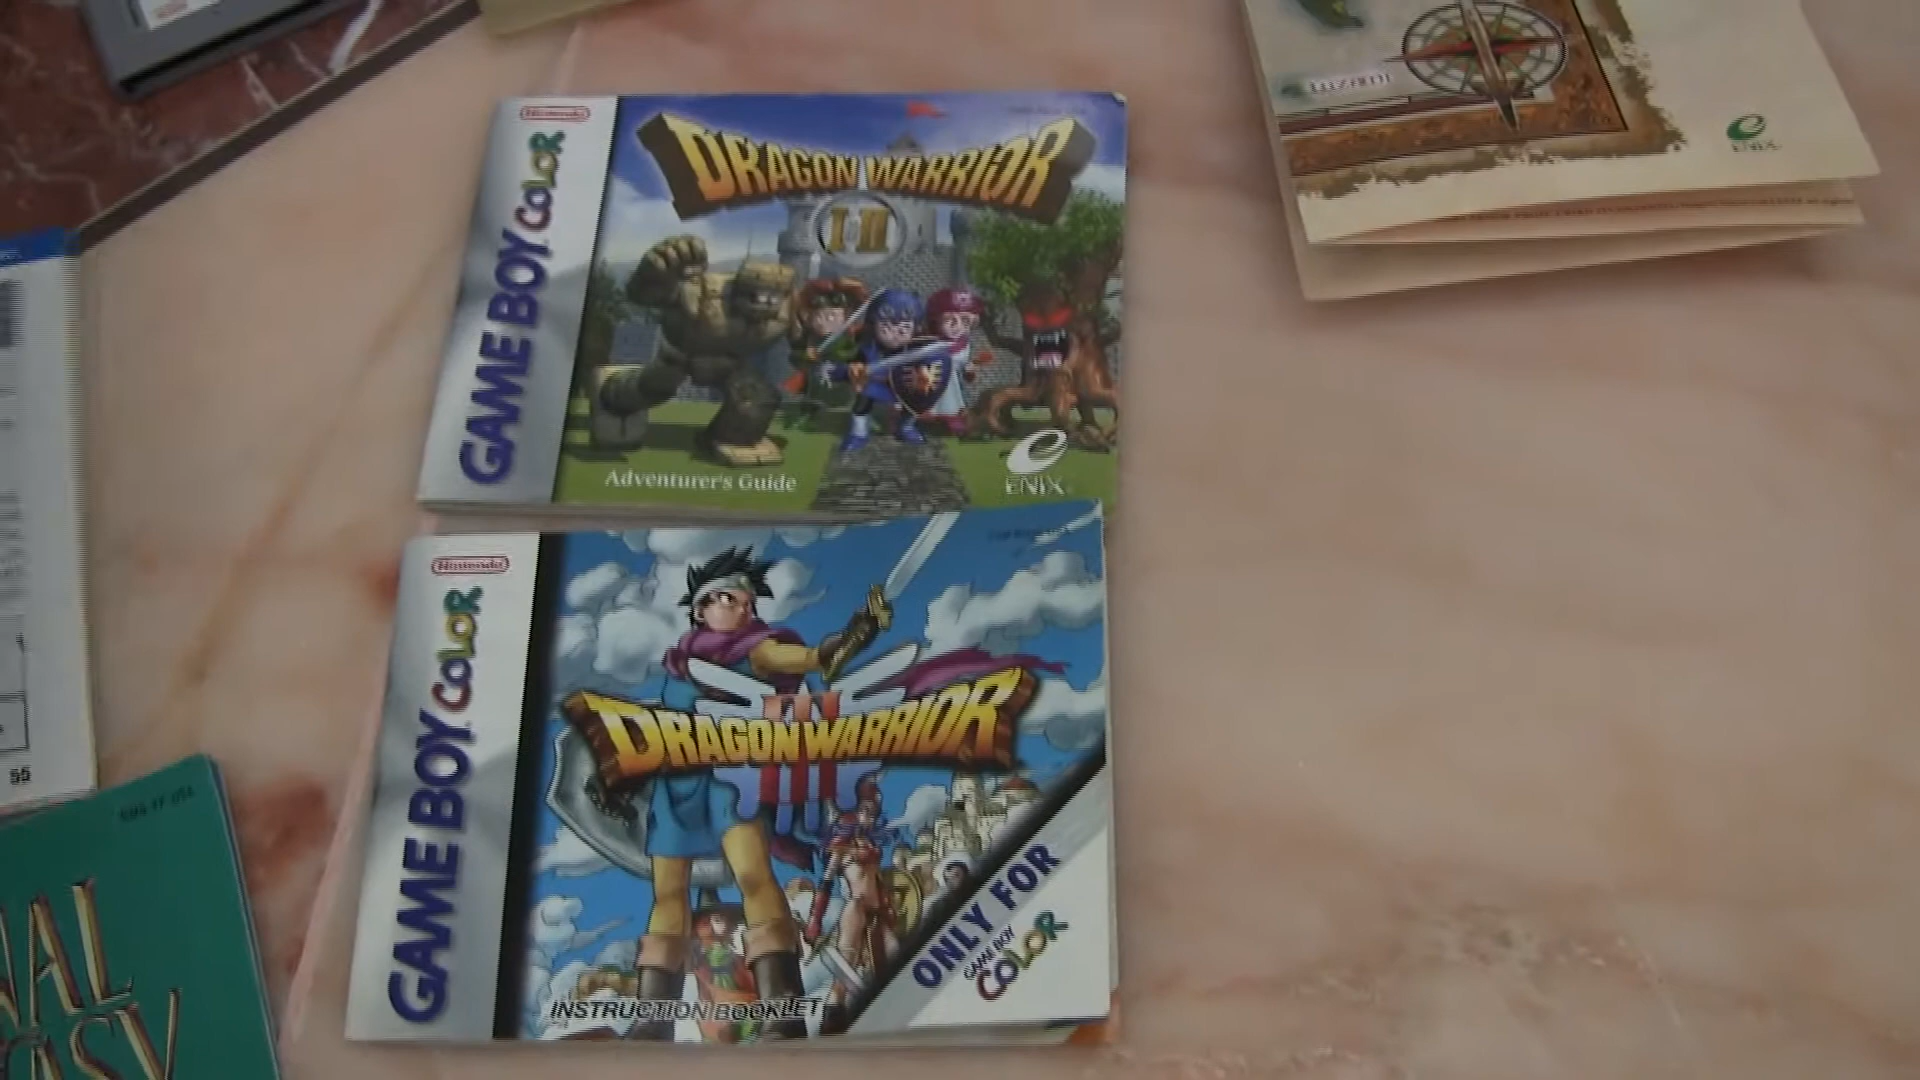 Nintendo
GAME BOY COLOR
DRAGON WARRIOR
I·II
Adventurer's Guide
ENIX
Nintendo
GAME BOY COLOR
DRAGON WARRIOR
III
INSTRUCTION BOOKLET
ONLY FOR
GAME BOY
COLOR
LUZAMI
ENIX
55